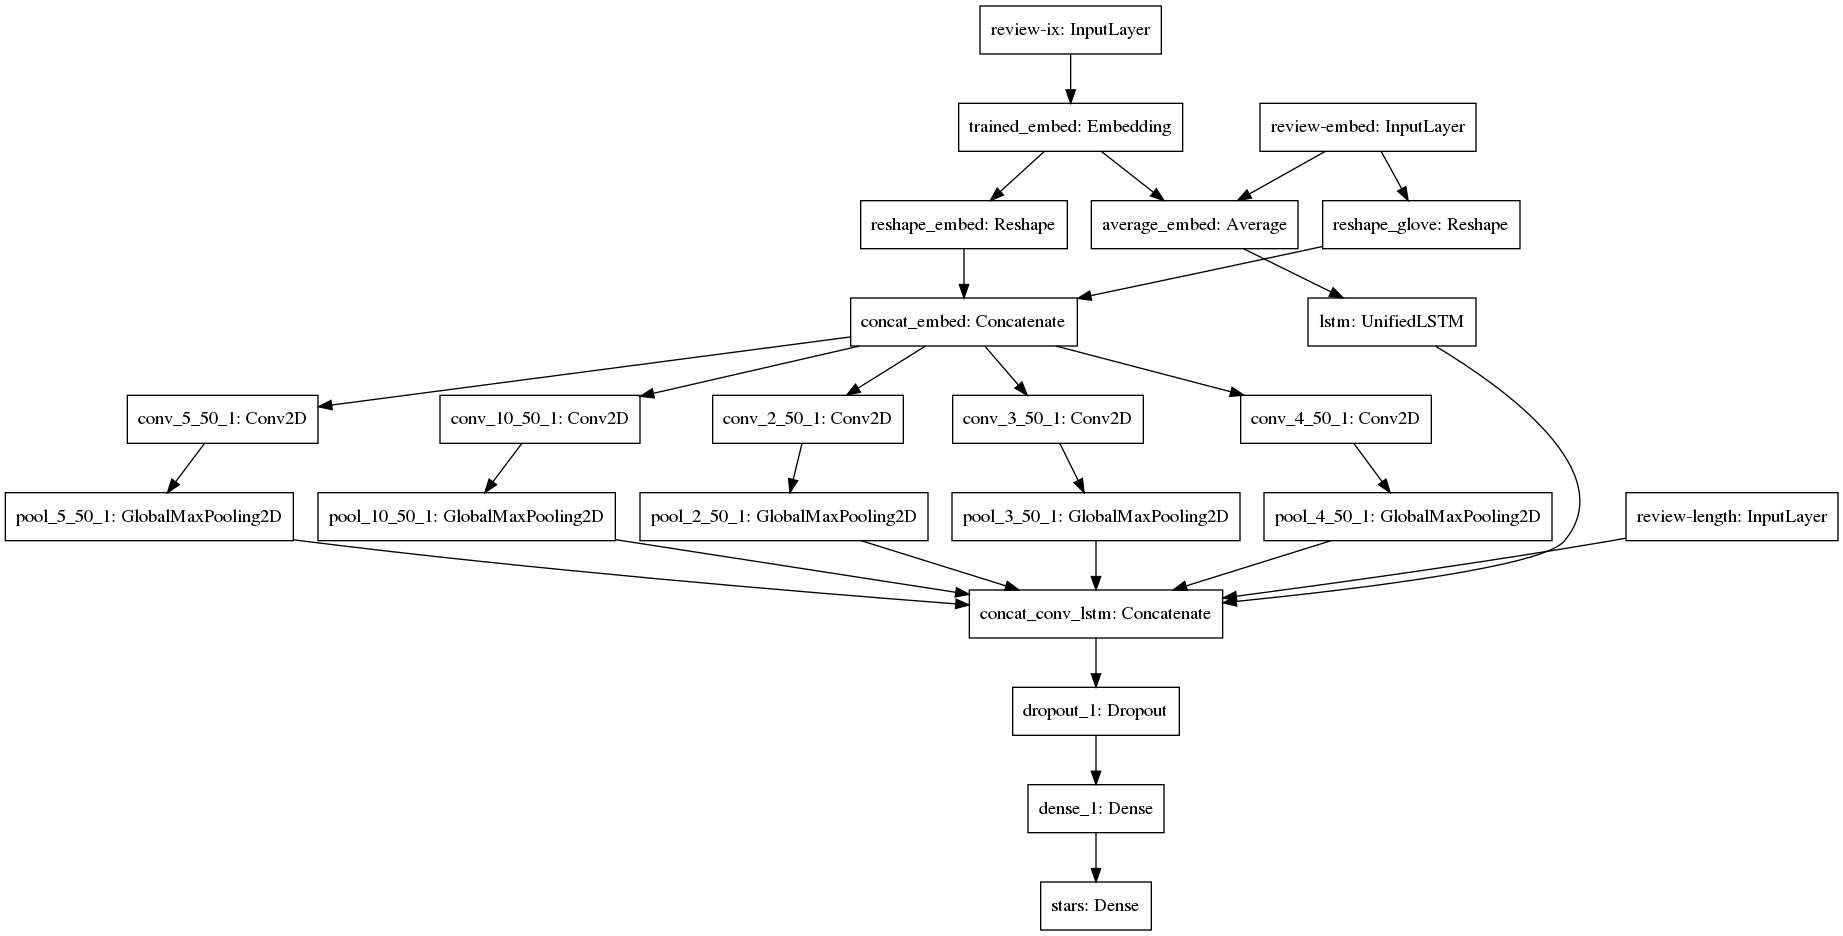 review-ix: InputLayer
trained_embed: Embedding
review-embed: InputLayer
reshape_embed: Reshape
average_embed: Average
reshape_glove: Reshape
concat_embed: Concatenate
lstm: UnifiedLSTM
conv_5_50_1: Conv2D
conv_10_50_1: Conv2D
conv_2_50_1: Conv2D
conv_3_50_1: Conv2D
conv_4_50_1: Conv2D
pool_5_50_1: GlobalMaxPooling2D
pool_10_50_1: GlobalMaxPooling2D
pool_2_50_1: GlobalMaxPooling2D
pool_3_50_1: GlobalMaxPooling2D
pool_4_50_1: GlobalMaxPooling2D
review-length: InputLayer
concat_conv_lstm: Concatenate
dropout_1: Dropout
dense_1: Dense
stars: Dense